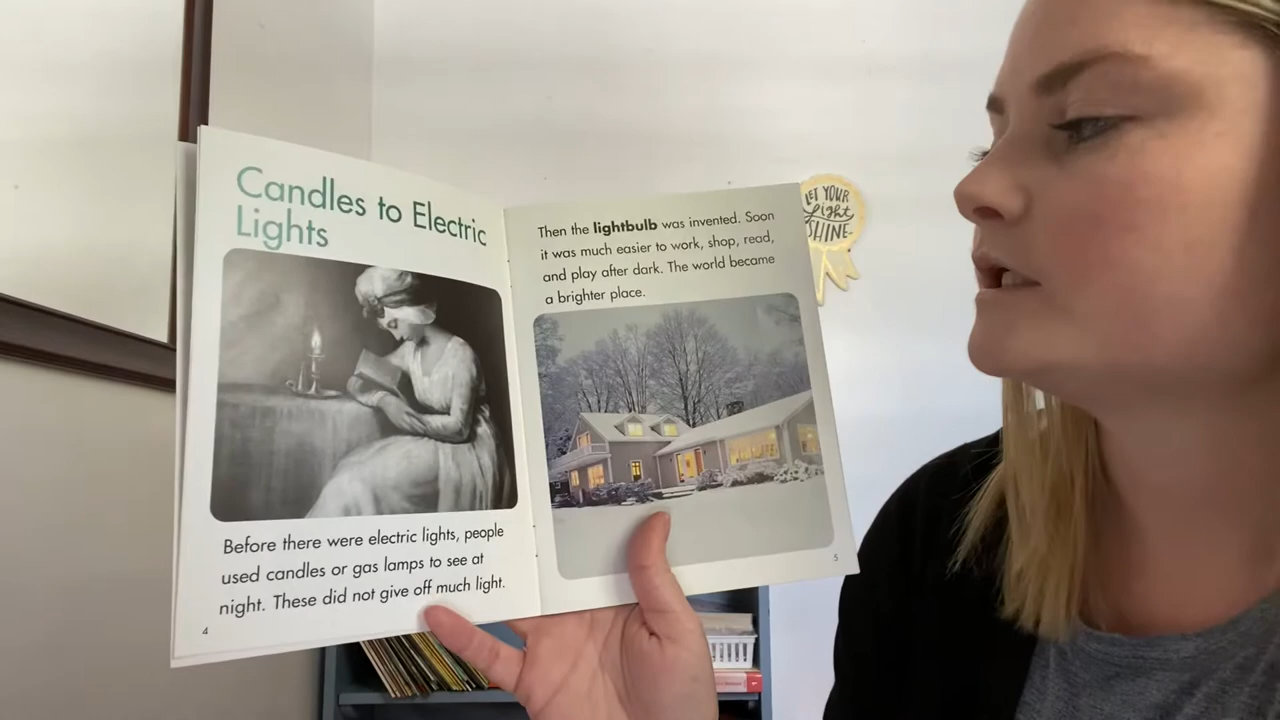 Candles to Electric
Lights
Before there were electric lights, people
used candles or gas lamps to see at
night. These did not give off much light.
4
Then the lightbulb was invented. Soon
it was much easier to work, shop, read,
and play after dark. The world became
a brighter place.
5
LET YOUR
light
SHINE